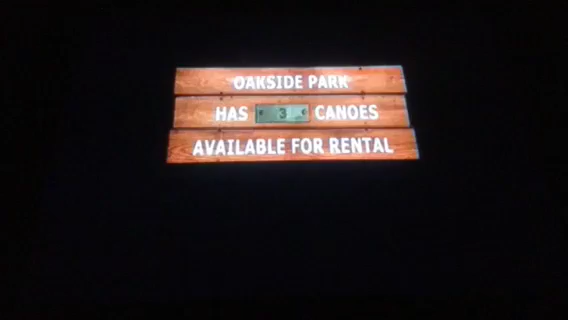 OAKSIDE PARK
HAS 3 CANOES
AVAILABLE FOR RENTAL